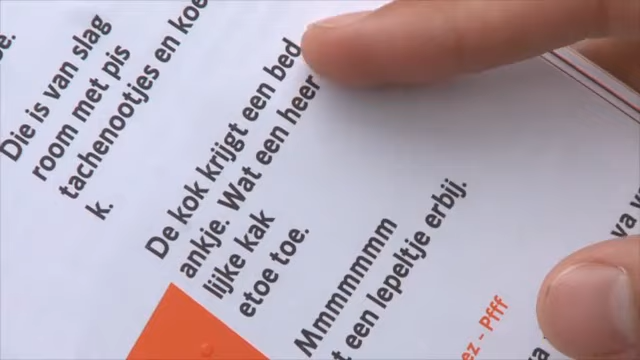 e.
Die is van slag
room met pis
tachenootjes en koe
k.
De kok krijgt een bed
ankje. Wat een heer
lijke kak
etoe toe.
Mmmmmmmm
t een lepeltje erbij.
ez - Pfff